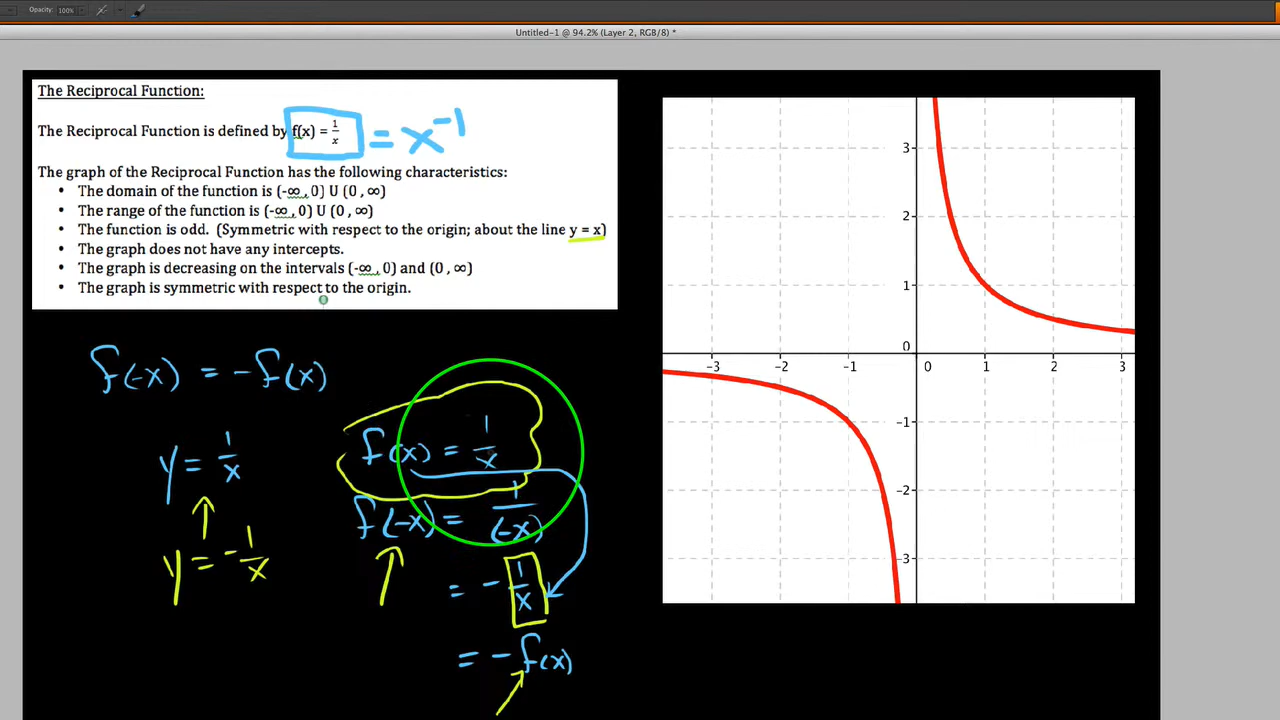 Opacity: 100%
Untitled-1 @ 94.2% (Layer 2, RGB/8) *
The Reciprocal Function:
The Reciprocal Function is defined by f(x) = 1/x = x⁻¹
The graph of the Reciprocal Function has the following characteristics:
• The domain of the function is (-∞ , 0) U (0 , ∞)
• The range of the function is (-∞ , 0) U (0 , ∞)
• The function is odd. (Symmetric with respect to the origin; about the line y = x)
• The graph does not have any intercepts.
• The graph is decreasing on the intervals (-∞ , 0) and (0 , ∞)
• The graph is symmetric with respect to the origin.
f(-x) = -f(x)
y = 1/x
y = -1/x
f(x) = 1/x
f(-x) = 1/(-x)
= - 1/x
= - f(x)
3
2
1
0
-3 -2 -1 0 1 2 3
-1
-2
-3